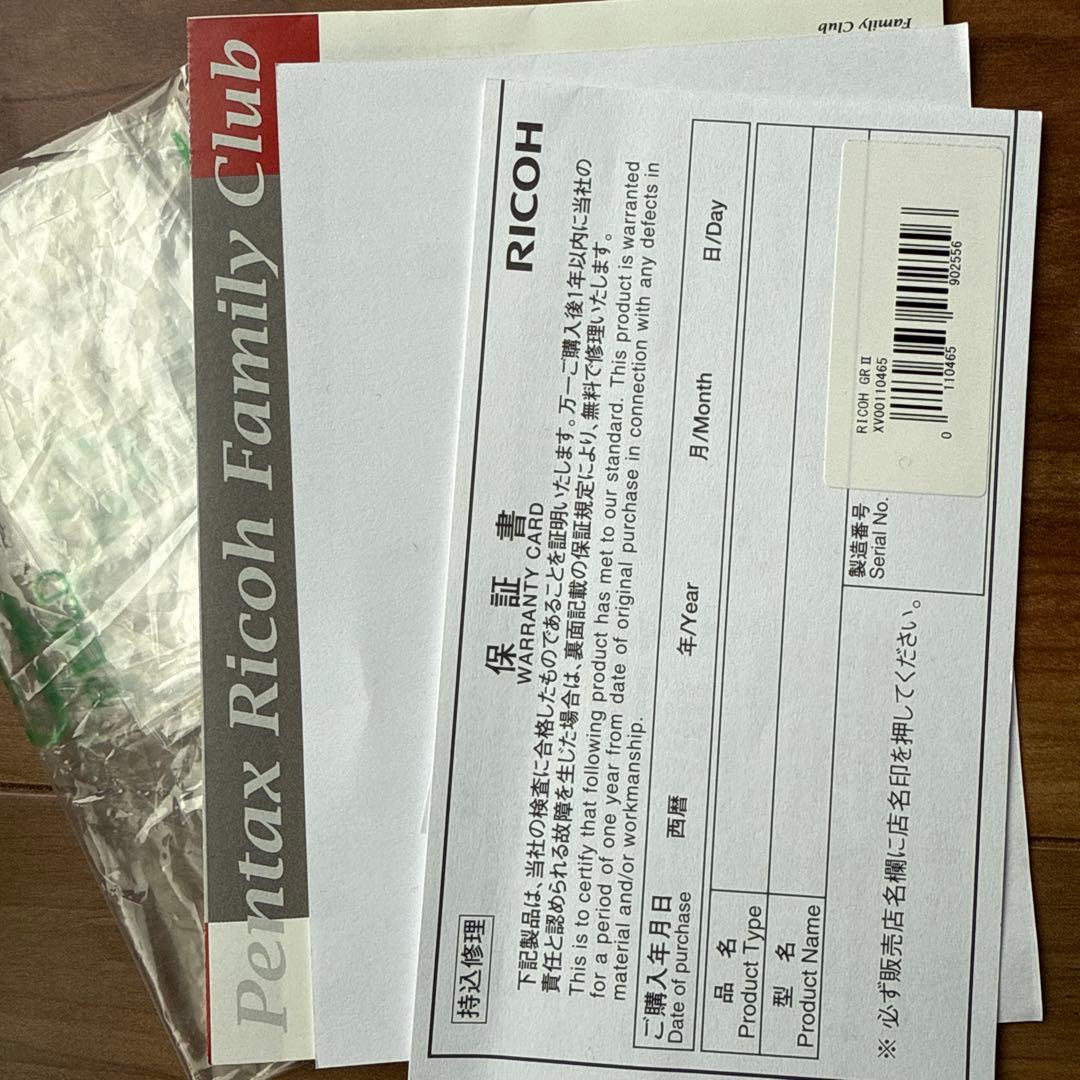 Family Club
Pentax Ricoh Family Club
持込修理
保証書
WARRANTY CARD
RICOH
下記製品は、当社の検査に合格したものであることを証明いたします。万一ご購入後1年以内に当社の
責任と認められる故障を生じた場合は、裏面記載の保証規定により、無料で修理いたします。
This is to certify that following product has met to our standard. This product is warranted
for a period of one year from date of original purchase in connection with any defects in
material and/or workmanship.
ご購入年月日
Date of purchase
西暦
年/Year
月/Month
日/Day
品名
Product Type
型名
Product Name
製造番号
Serial No.
RICOH GR II
XV00110465
0 110465 902556
※ 必ず販売店名欄に店名印を押してください。